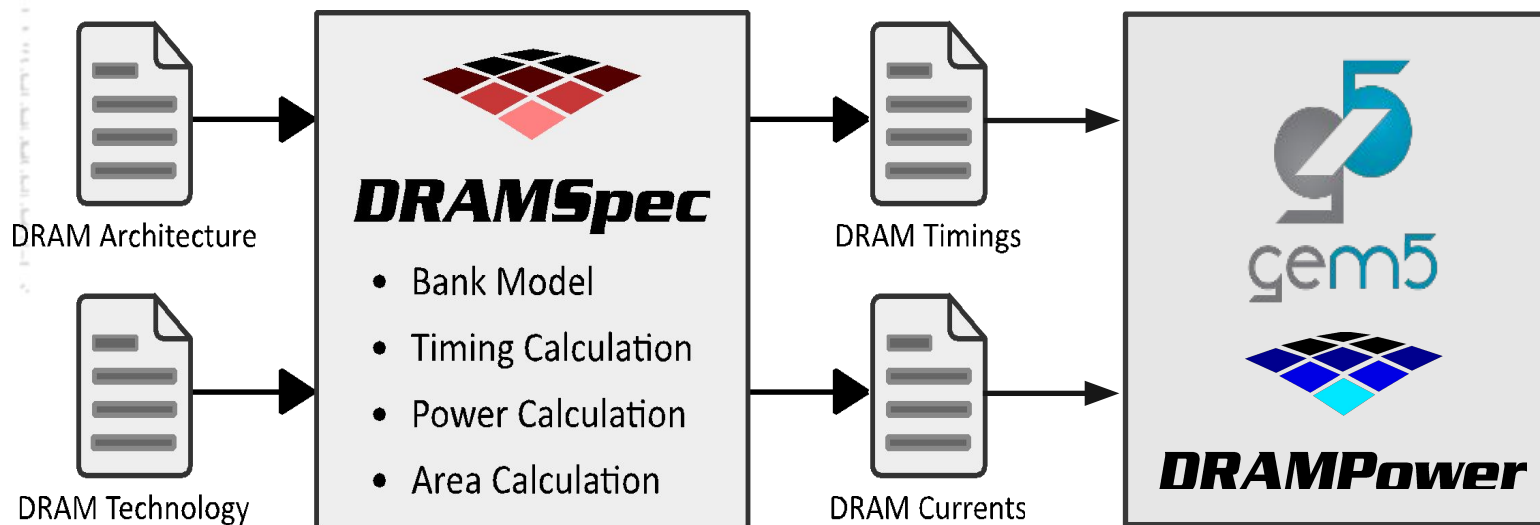 DRAM Architecture
DRAM Technology
DRAMSpec
• Bank Model
• Timing Calculation
• Power Calculation
• Area Calculation
DRAM Timings
DRAM Currents
gem5
DRAMPower